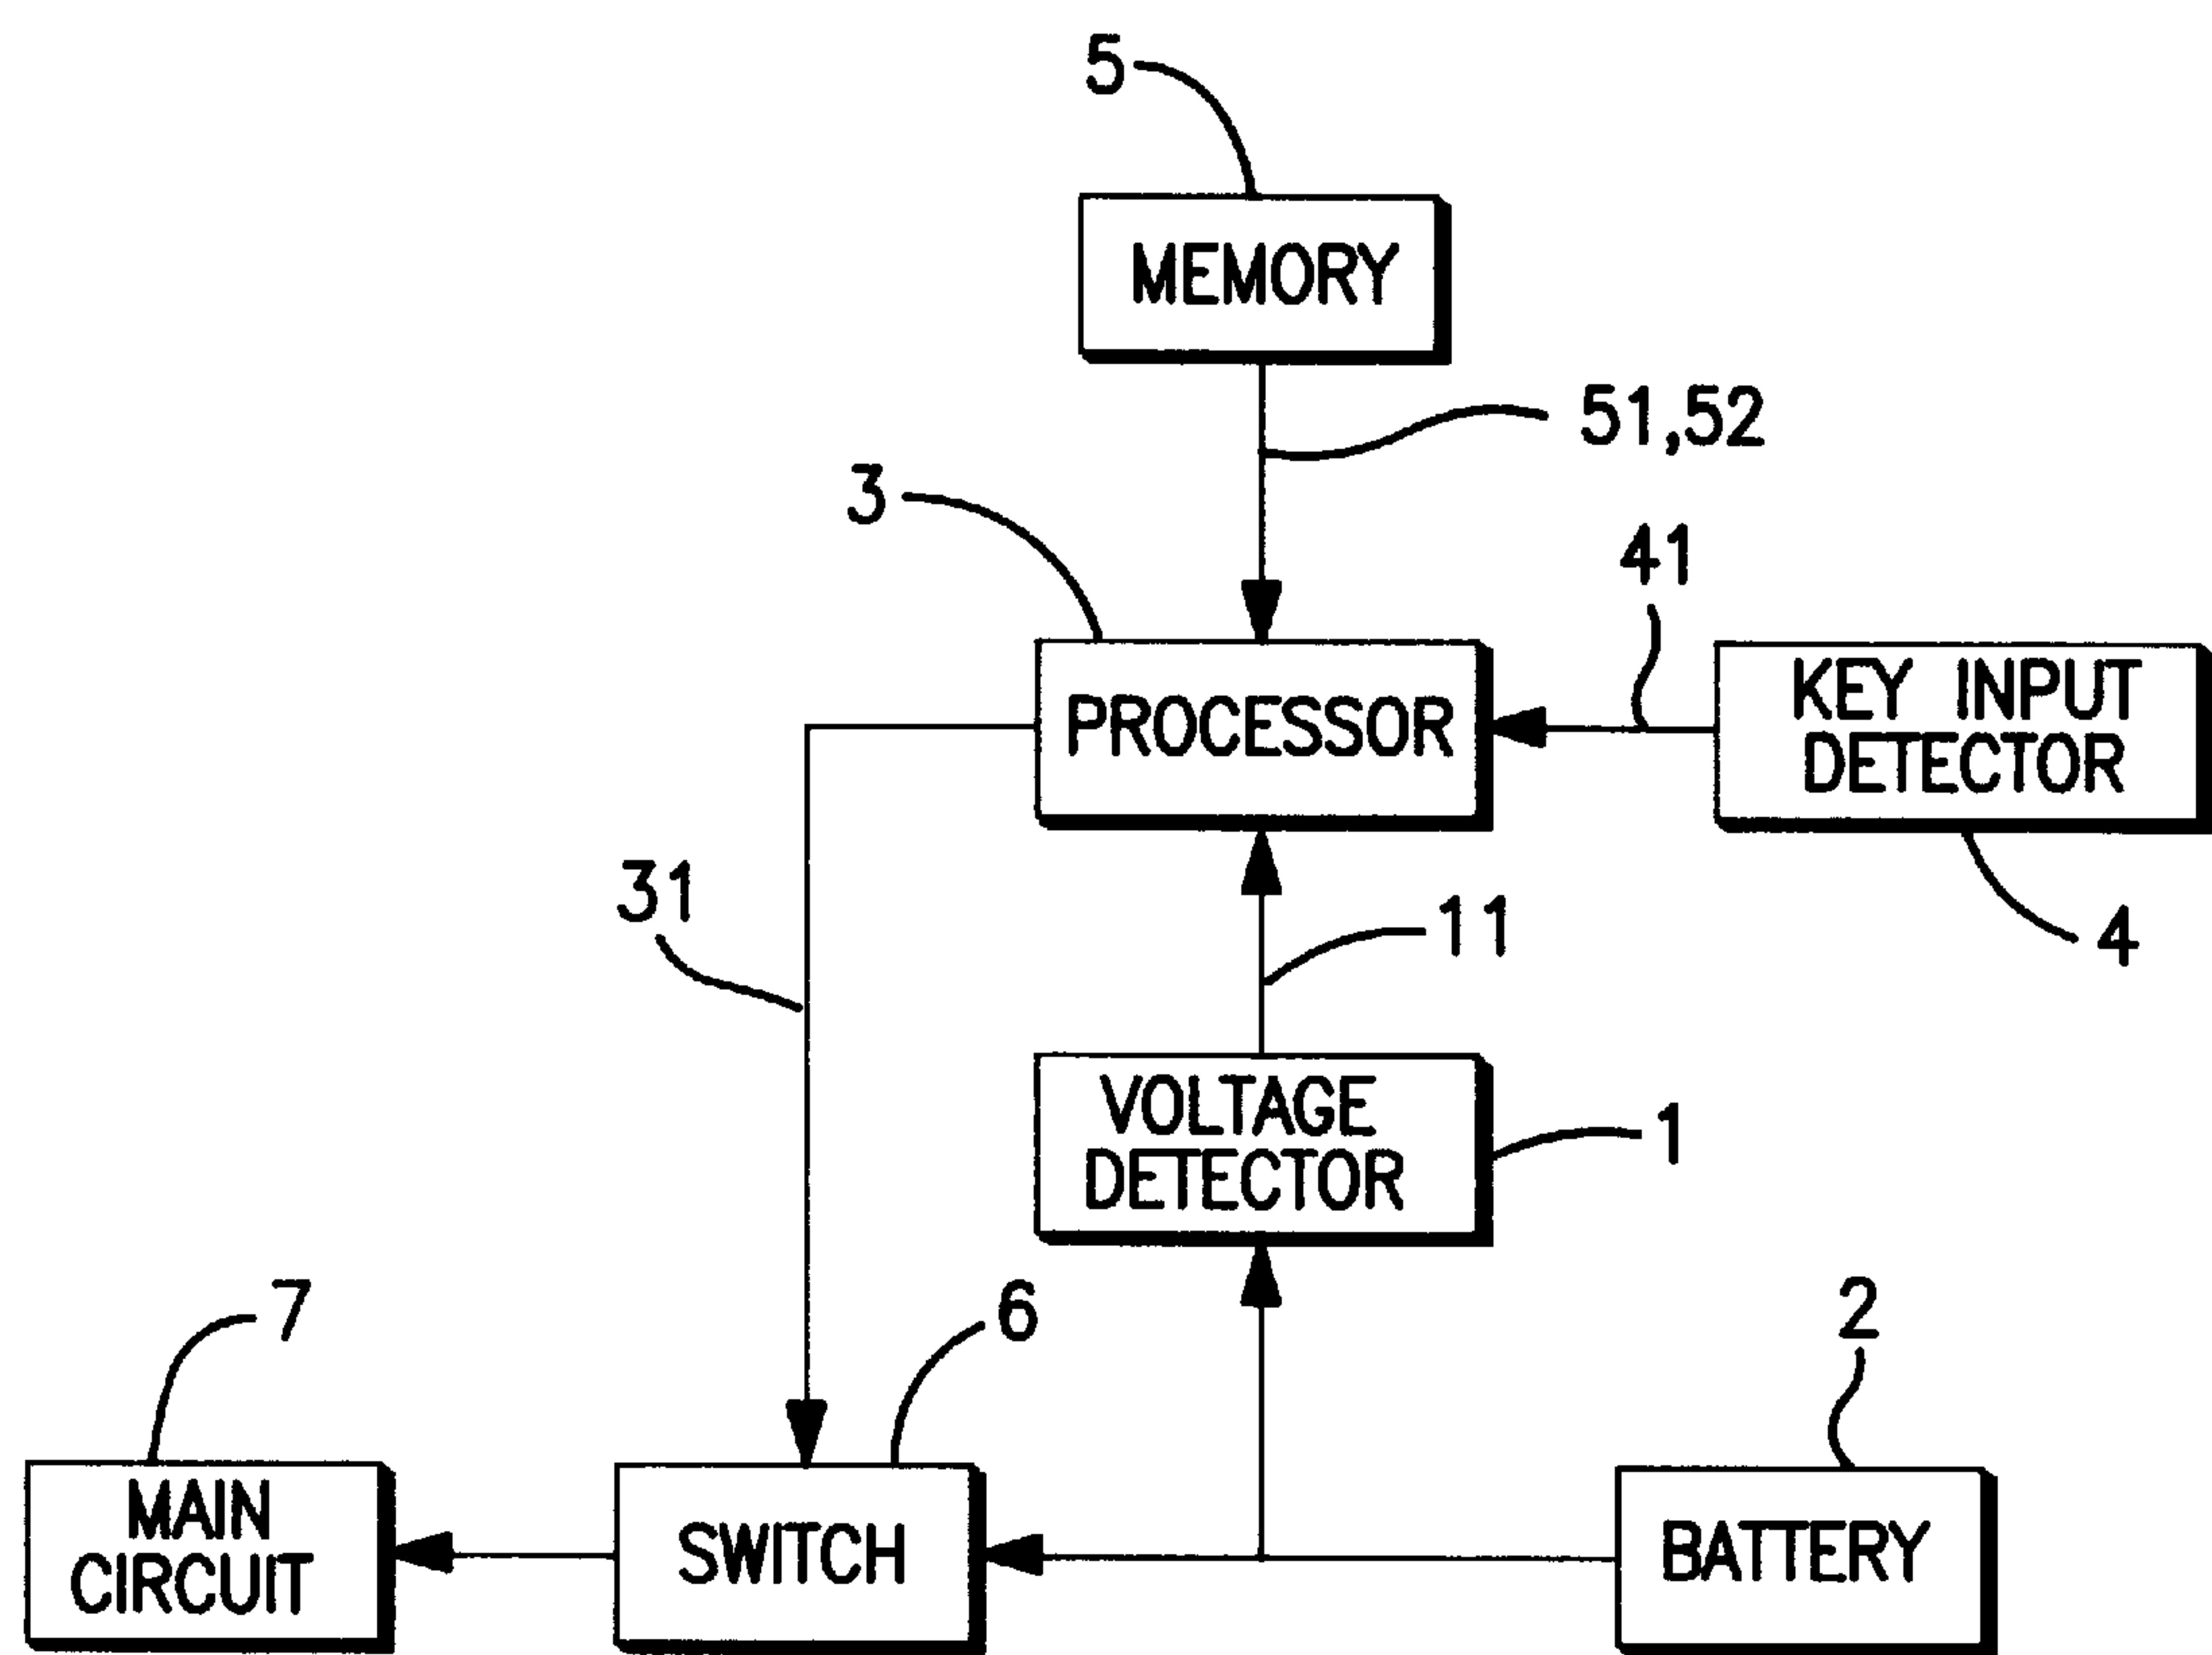 5
MEMORY
51,52
3
41
PROCESSOR
KEY INPUT
DETECTOR
31
11
4
VOLTAGE
DETECTOR
1
7
6
2
MAIN
CIRCUIT
SWITCH
BATTERY